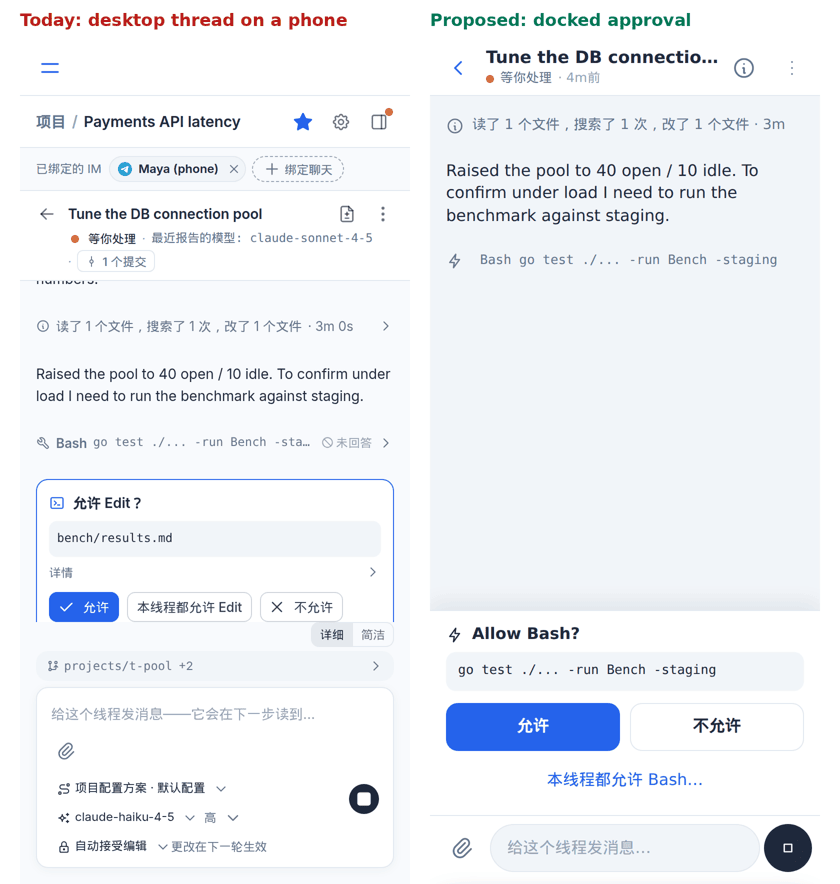 Today: desktop thread on a phone
项目 / Payments API latency
已绑定的 IM Maya (phone) 绑定聊天
Tune the DB connection pool
等你处理 · 最近报告的模型: claude-sonnet-4-5
· 1 个提交
numbers.
读了 1 个文件，搜索了 1 次，改了 1 个文件 · 3m 0s
Raised the pool to 40 open / 10 idle. To confirm under
load I need to run the benchmark against staging.
Bash go test ./... -run Bench -sta… 未回答
允许 Edit？
bench/results.md
详情
允许 本线程都允许 Edit 不允许
详细 简洁
projects/t-pool +2
给这个线程发消息——它会在下一步读到...
项目配置方案 · 默认配置
claude-haiku-4-5 高
自动接受编辑 更改在下一轮生效
Proposed: docked approval
Tune the DB connectio…
等你处理 · 4m前
读了 1 个文件，搜索了 1 次，改了 1 个文件 · 3m
Raised the pool to 40 open / 10 idle. To
confirm under load I need to run the
benchmark against staging.
Bash go test ./... -run Bench -staging
Allow Bash?
go test ./... -run Bench -staging
允许 不允许
本线程都允许 Bash…
给这个线程发消息…